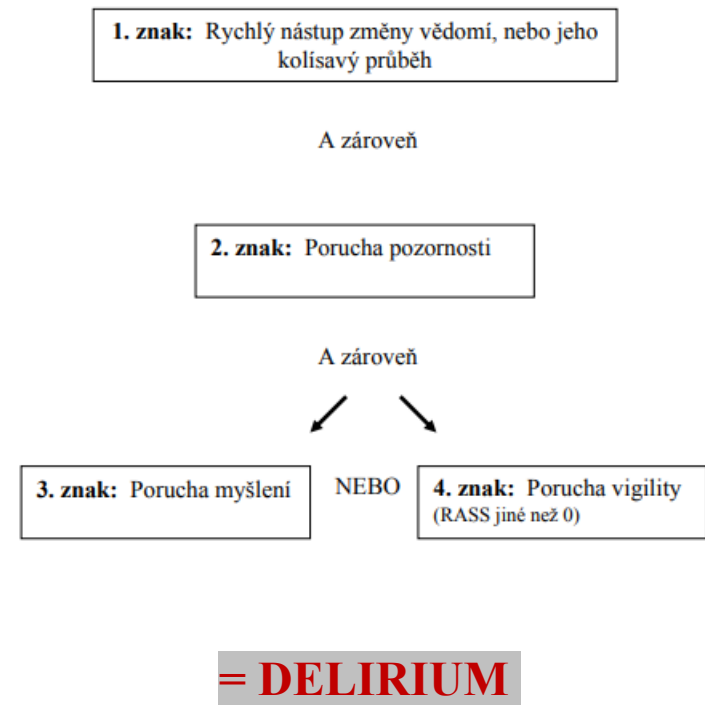 1. znak: Rychlý nástup změny vědomí, nebo jeho
kolísavý průběh
A zároveň
2. znak: Porucha pozornosti
A zároveň
3. znak: Porucha myšlení
NEBO
4. znak: Porucha vigility
(RASS jiné než 0)
= DELIRIUM